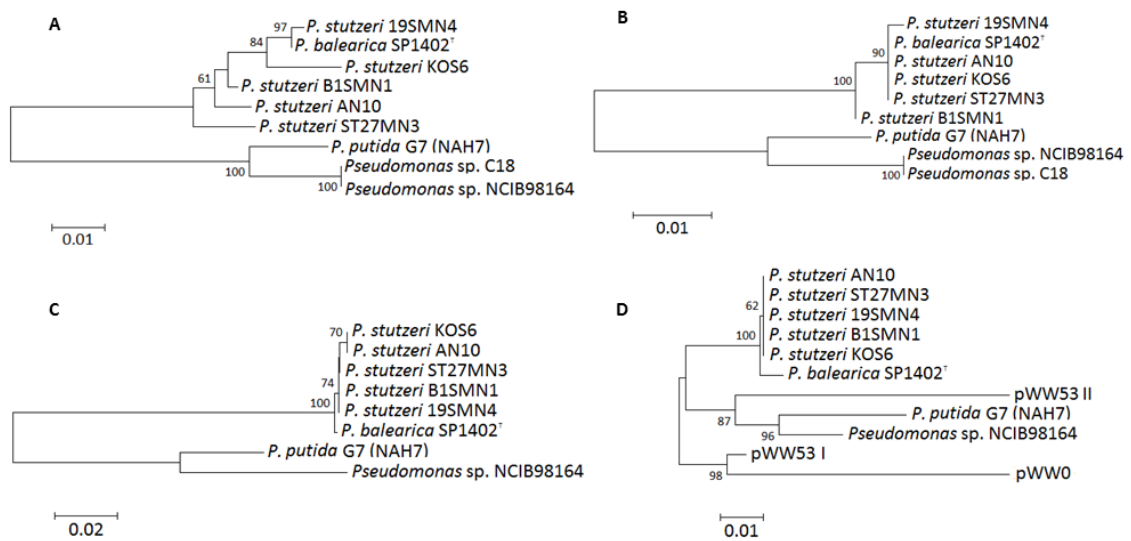 A
97
P. stutzeri 19SMN4
P. balearica SP1402ᵀ
84
P. stutzeri KOS6
61
P. stutzeri B1SMN1
P. stutzeri AN10
P. stutzeri ST27MN3
P. putida G7 (NAH7)
100
Pseudomonas sp. C18
100
Pseudomonas sp. NCIB98164
0.01
B
P. stutzeri 19SMN4
90
P. balearica SP1402ᵀ
P. stutzeri AN10
100
P. stutzeri KOS6
P. stutzeri ST27MN3
P. stutzeri B1SMN1
P. putida G7 (NAH7)
Pseudomonas sp. NCIB98164
100
Pseudomonas sp. C18
0.01
C
70
P. stutzeri KOS6
P. stutzeri AN10
P. stutzeri ST27MN3
74
P. stutzeri B1SMN1
100
P. stutzeri 19SMN4
P. balearica SP1402ᵀ
P. putida G7 (NAH7)
Pseudomonas sp. NCIB98164
0.02
D
P. stutzeri AN10
P. stutzeri ST27MN3
62
P. stutzeri 19SMN4
100
P. stutzeri B1SMN1
P. stutzeri KOS6
P. balearica SP1402ᵀ
pWW53 II
87
P. putida G7 (NAH7)
96
Pseudomonas sp. NCIB98164
pWW53 I
98
pWW0
0.01